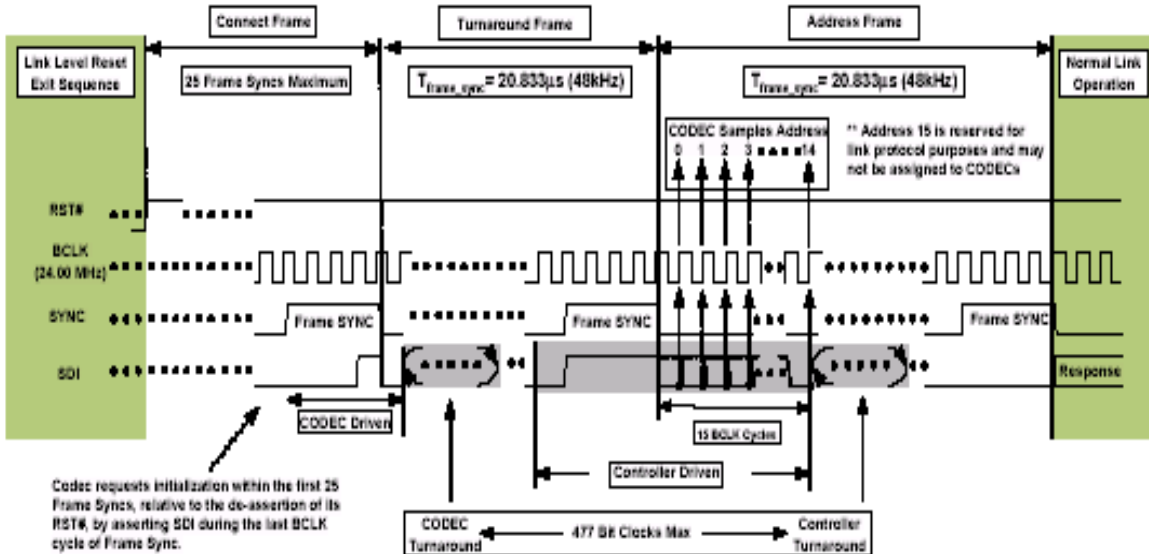 Connect Frame
Turnaround Frame
Address Frame
Link Level Reset
Exit Sequence
25 Frame Syncs Maximum
Tframe_sync= 20.833µs (48kHz)
Tframe_sync= 20.833µs (48kHz)
Normal Link
Operation
CODEC Samples Address
0 1 2 3 14
** Address 15 is reserved for
link protocol purposes and may
not be assigned to CODECs
RST#
BCLK
(24.00 MHz)
SYNC
Frame SYNC
Frame SYNC
Frame SYNC
SDI
Response
CODEC Driven
15 BCLK Cycles
Controller Driven
Codec requests initialization within the first 25
Frame Syncs, relative to the de-assertion of its
RST#, by asserting SDI during the last BCLK
cycle of Frame Sync.
CODEC
Turnaround
477 Bit Clocks Max
Controller
Turnaround